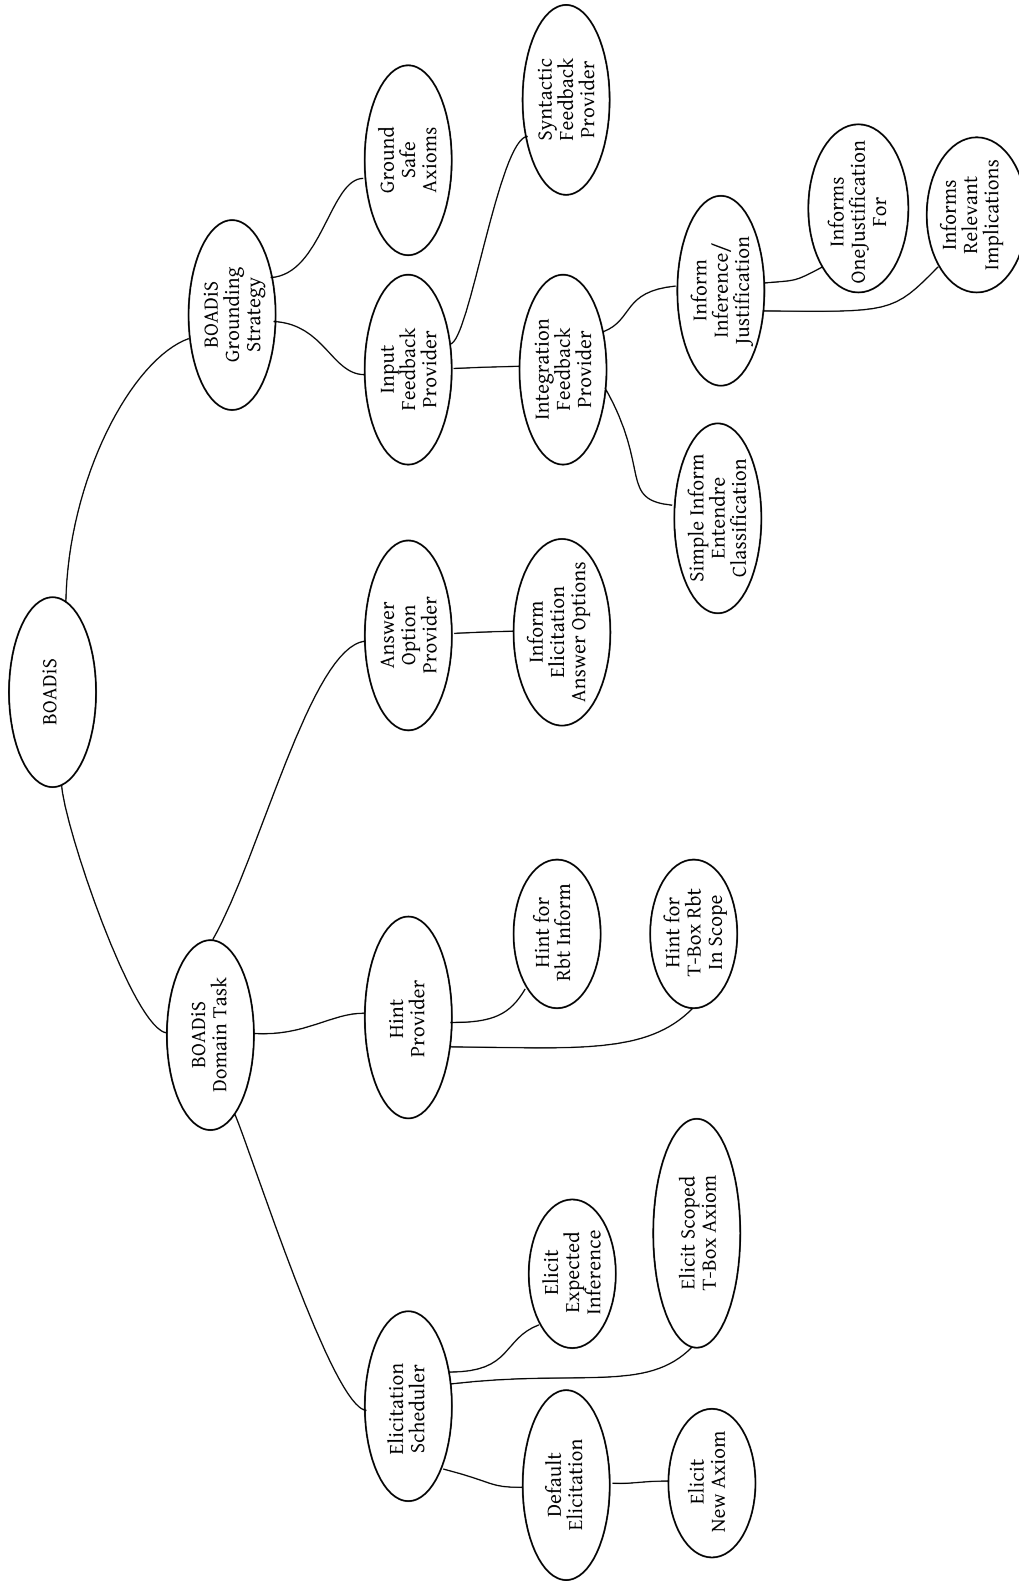 BOADiS
BOADiS
Grounding
Strategy
Ground
Safe
Axioms
Input
Feedback
Provider
Syntactic
Feedback
Provider
Integration
Feedback
Provider
Inform
Inference/
Justification
Informs
OneJustification
For
Informs
Relevant
Implications
Simple Inform
Entendre
Classification
BOADiS
Domain Task
Answer
Option
Provider
Inform
Elicitation
Answer Options
Hint
Provider
Hint for
Rbt Inform
Hint for
T-Box Rbt
In Scope
Elicitation
Scheduler
Elicit
Expected
Inference
Elicit Scoped
T-Box Axiom
Default
Elicitation
Elicit
New Axiom